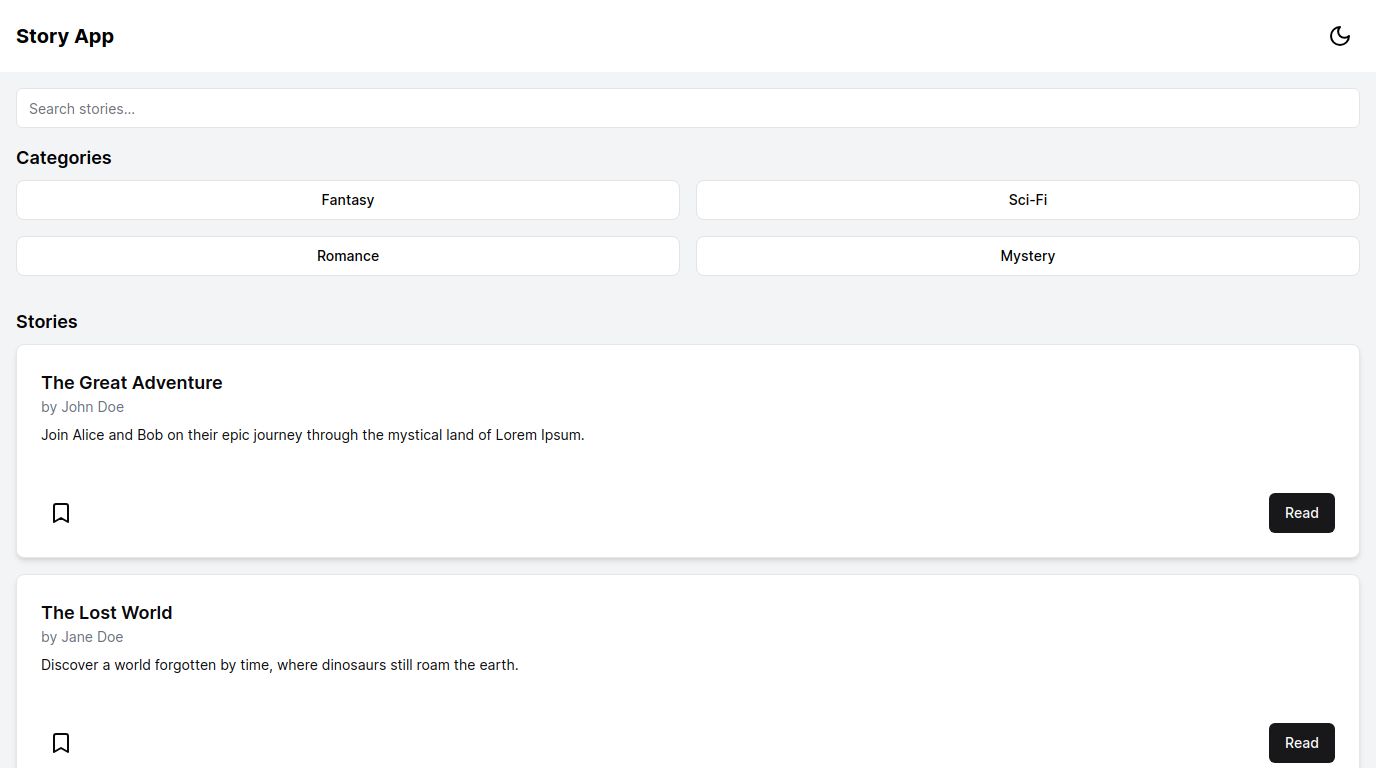 Story App
Search stories...
Categories
Fantasy
Sci-Fi
Romance
Mystery
Stories
The Great Adventure
by John Doe
Join Alice and Bob on their epic journey through the mystical land of Lorem Ipsum.
Read
The Lost World
by Jane Doe
Discover a world forgotten by time, where dinosaurs still roam the earth.
Read